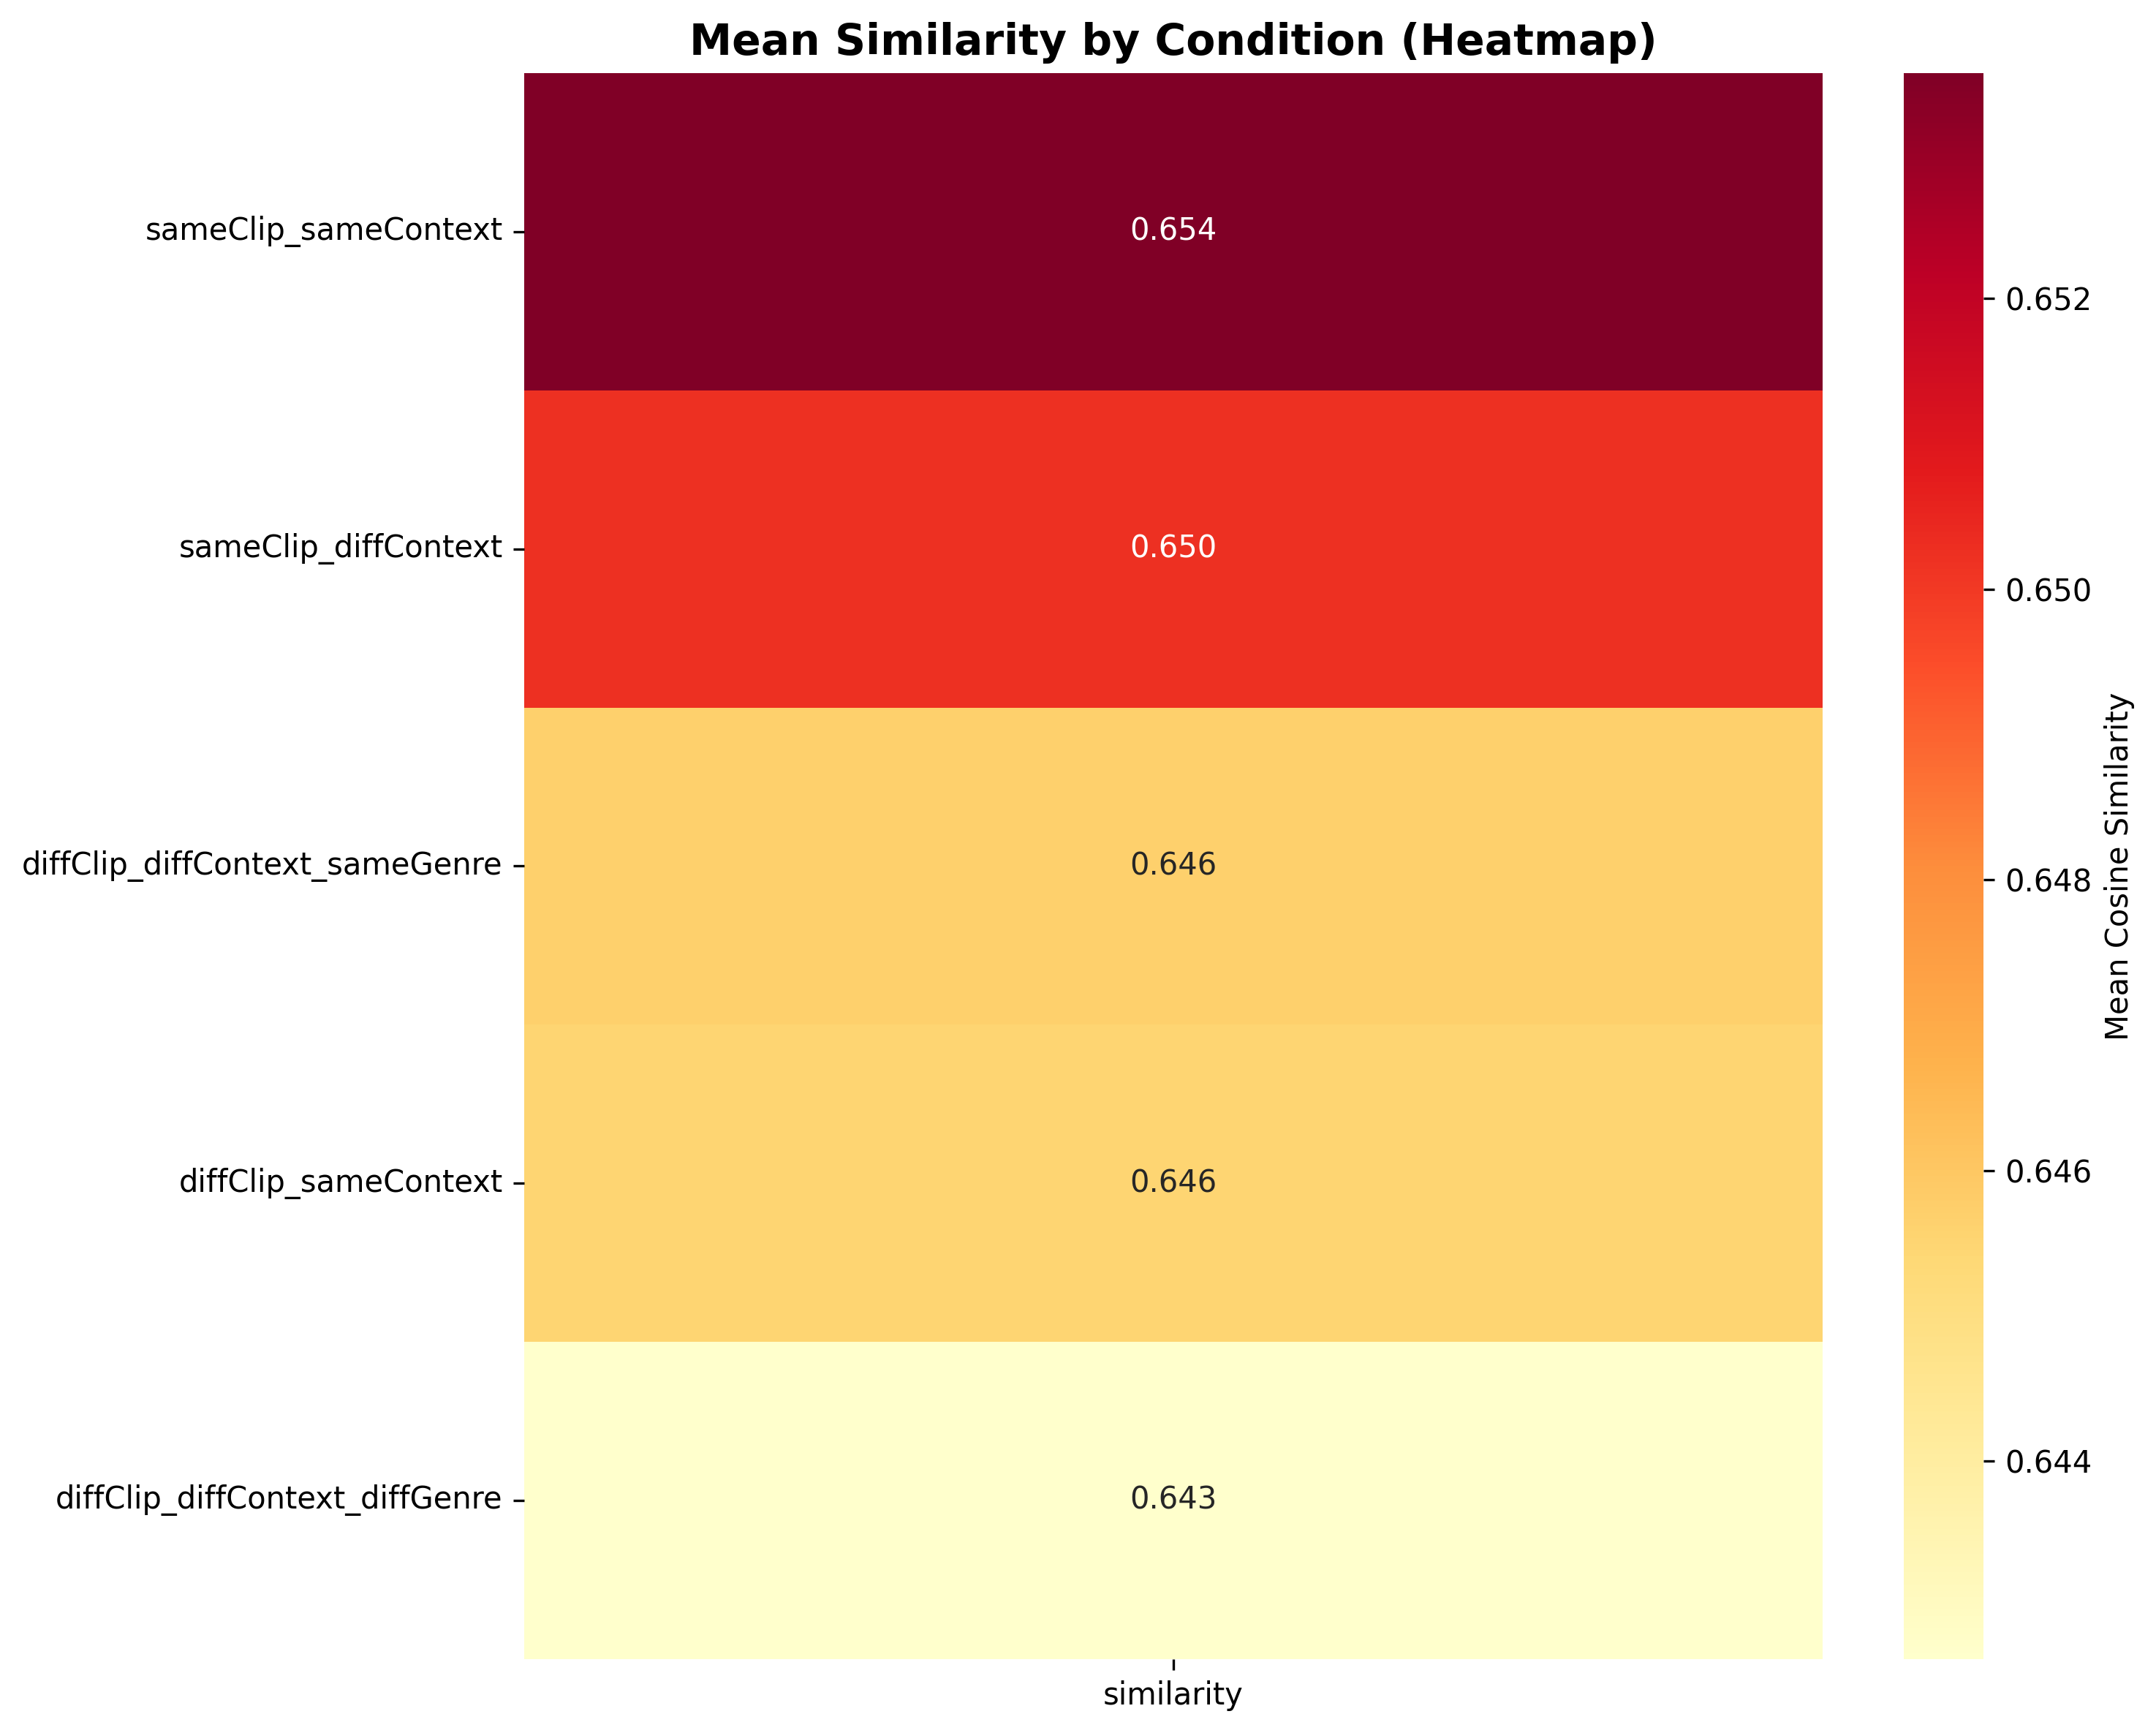 Mean Similarity by Condition (Heatmap)
sameClip_sameContext
0.654
sameClip_diffContext
0.650
diffClip_diffContext_sameGenre
0.646
diffClip_sameContext
0.646
diffClip_diffContext_diffGenre
0.643
similarity
0.652
0.650
0.648
0.646
0.644
Mean Cosine Similarity